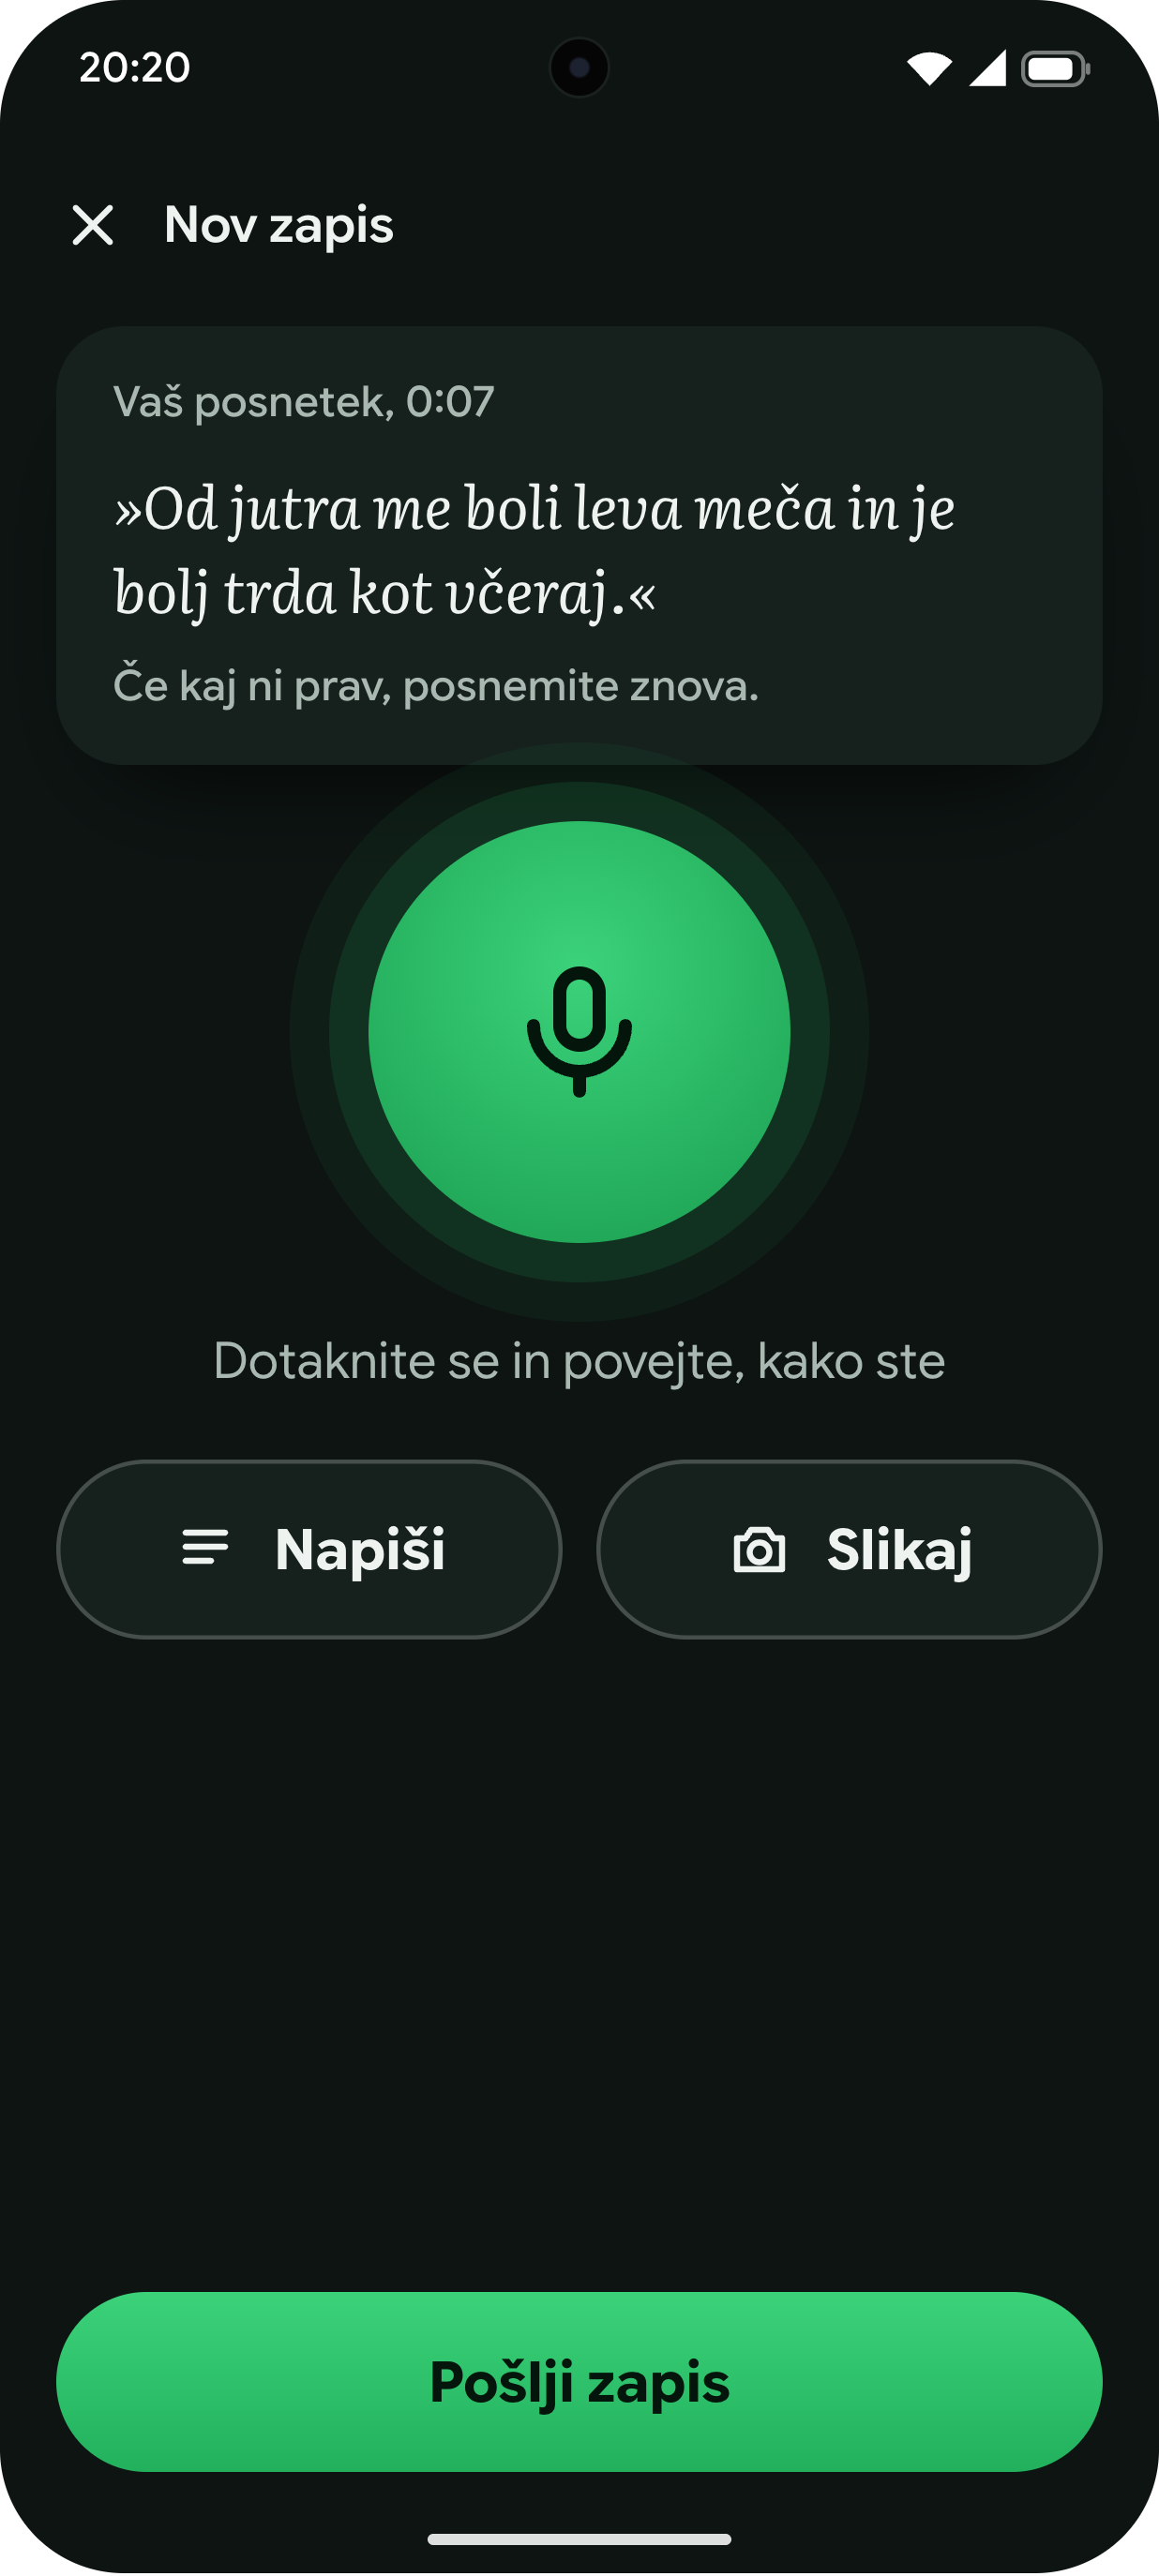 20:20
Nov zapis
Vaš posnetek, 0:07
»Od jutra me boli leva meča in je
bolj trda kot včeraj.«
Če kaj ni prav, posnemite znova.
Dotaknite se in povejte, kako ste
Napiši
Slikaj
Pošlji zapis